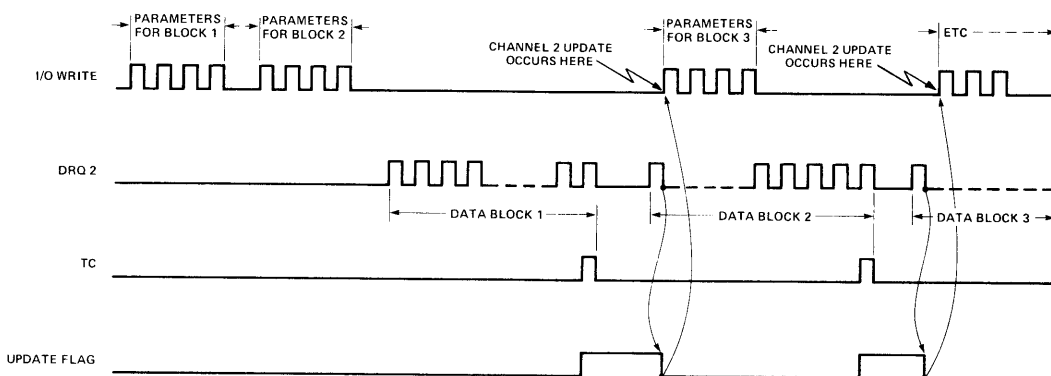 PARAMETERS
FOR BLOCK 1
PARAMETERS
FOR BLOCK 2
PARAMETERS
FOR BLOCK 3
ETC
CHANNEL 2 UPDATE
OCCURS HERE
CHANNEL 2 UPDATE
OCCURS HERE
I/O WRITE
DRQ 2
DATA BLOCK 1
DATA BLOCK 2
DATA BLOCK 3
TC
UPDATE FLAG